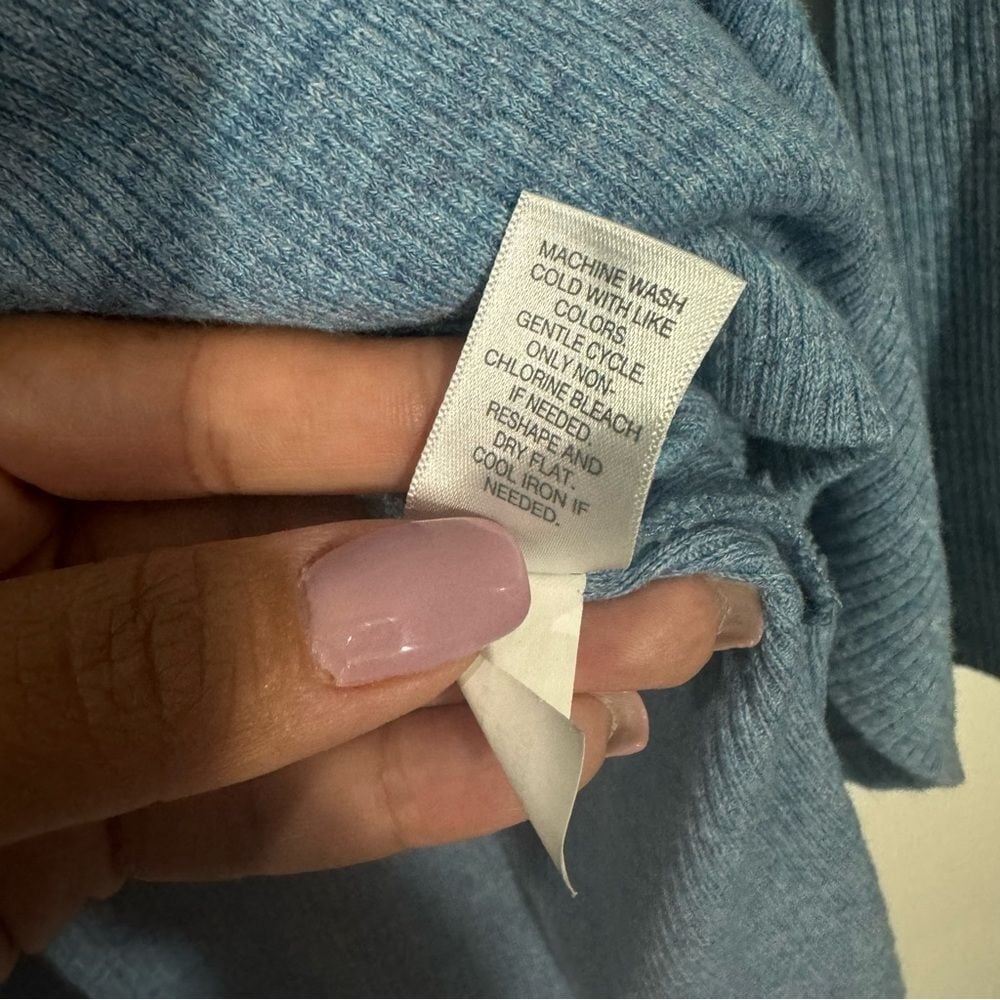 MACHINE WASH
COLD WITH LIKE
COLORS.
GENTLE CYCLE.
ONLY NON-
CHLORINE BLEACH
IF NEEDED.
RESHAPE AND
DRY FLAT.
COOL IRON IF
NEEDED.